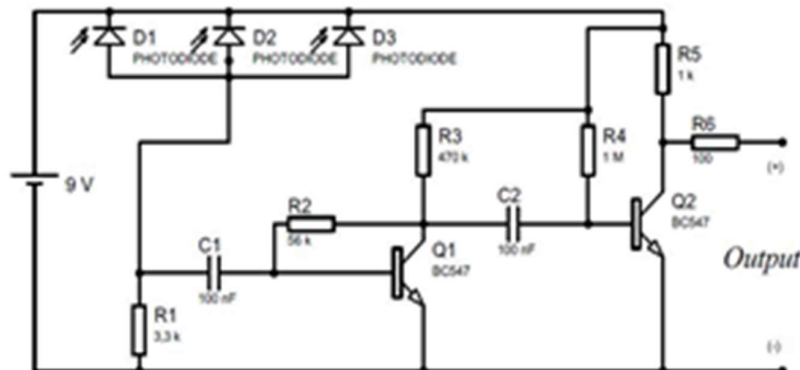 D1
PHOTODIODE
D2
PHOTODIODE
D3
PHOTODIODE
R5
1 k
R3
470 k
R4
1 M
R6
100
(+)
9 V
R2
56 k
C2
100 nF
Q2
BC547
C1
100 nF
Q1
BC547
Output
R1
3,3 k
(-)